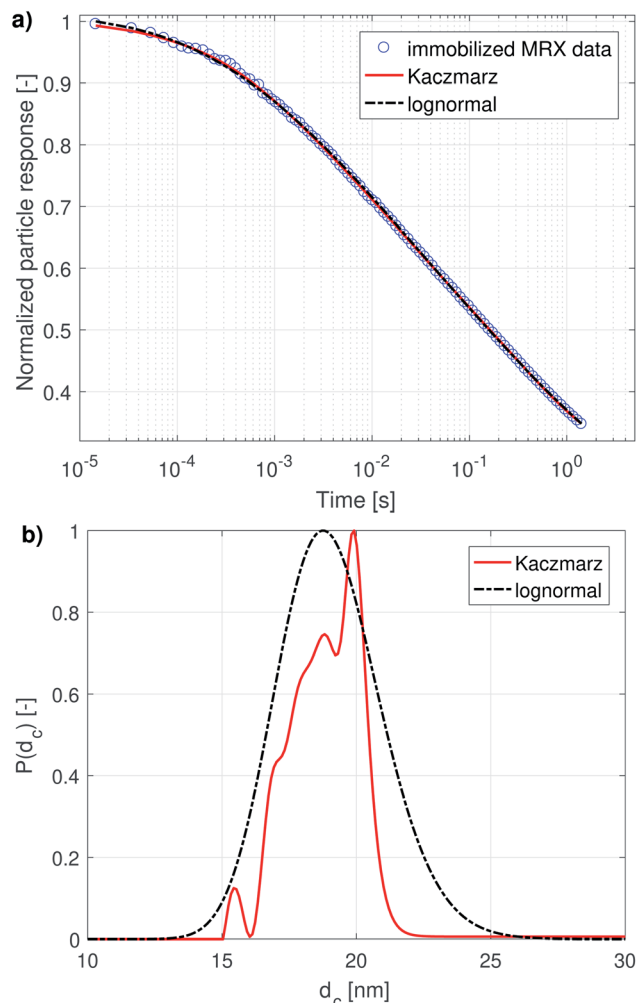 a)
1
0.9
0.8
0.7
0.6
0.5
0.4
Normalized particle response [-]
immobilized MRX data
Kaczmarz
lognormal
10^-5 10^-4 10^-3 10^-2 10^-1 10^0
Time [s]
b)
1
0.8
0.6
0.4
0.2
0
P(d_c) [-]
Kaczmarz
lognormal
10 15 20 25 30
d_c [nm]